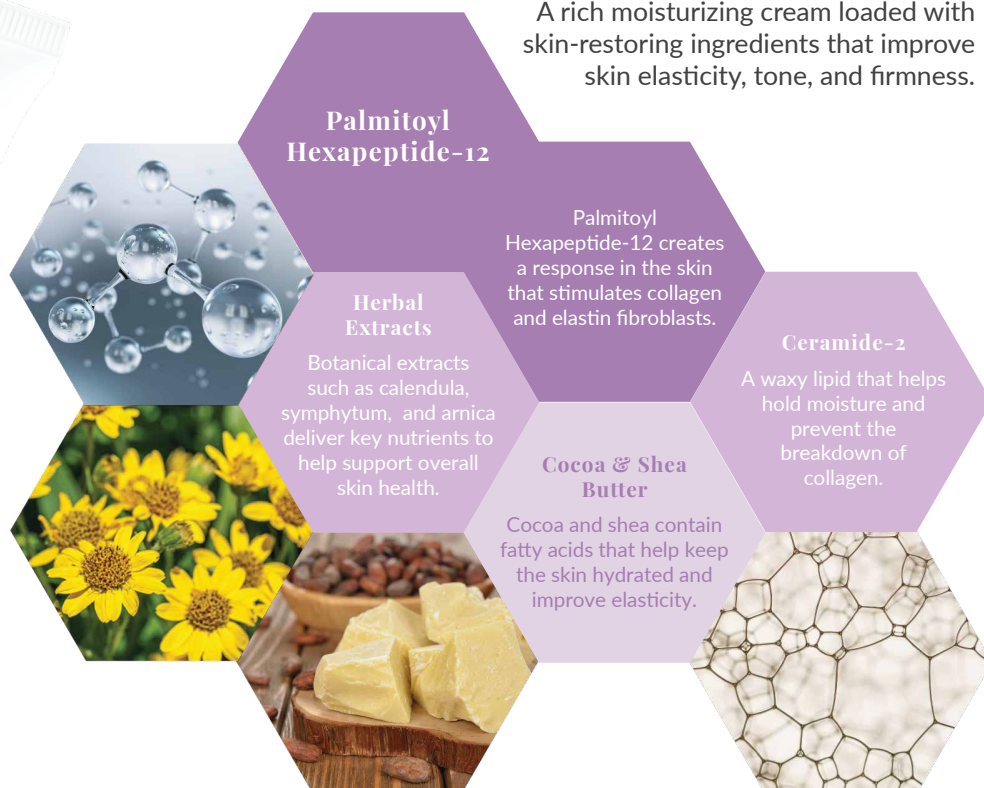 A rich moisturizing cream loaded with
skin-restoring ingredients that improve
skin elasticity, tone, and firmness.
Palmitoyl
Hexapeptide-12
Palmitoyl
Hexapeptide-12 creates
a response in the skin
that stimulates collagen
and elastin fibroblasts.
Herbal
Extracts
Botanical extracts
such as calendula,
symphytum, and arnica
deliver key nutrients to
help support overall
skin health.
Ceramide-2
A waxy lipid that helps
hold moisture and
prevent the
breakdown of
collagen.
Cocoa & Shea
Butter
Cocoa and shea contain
fatty acids that help keep
the skin hydrated and
improve elasticity.